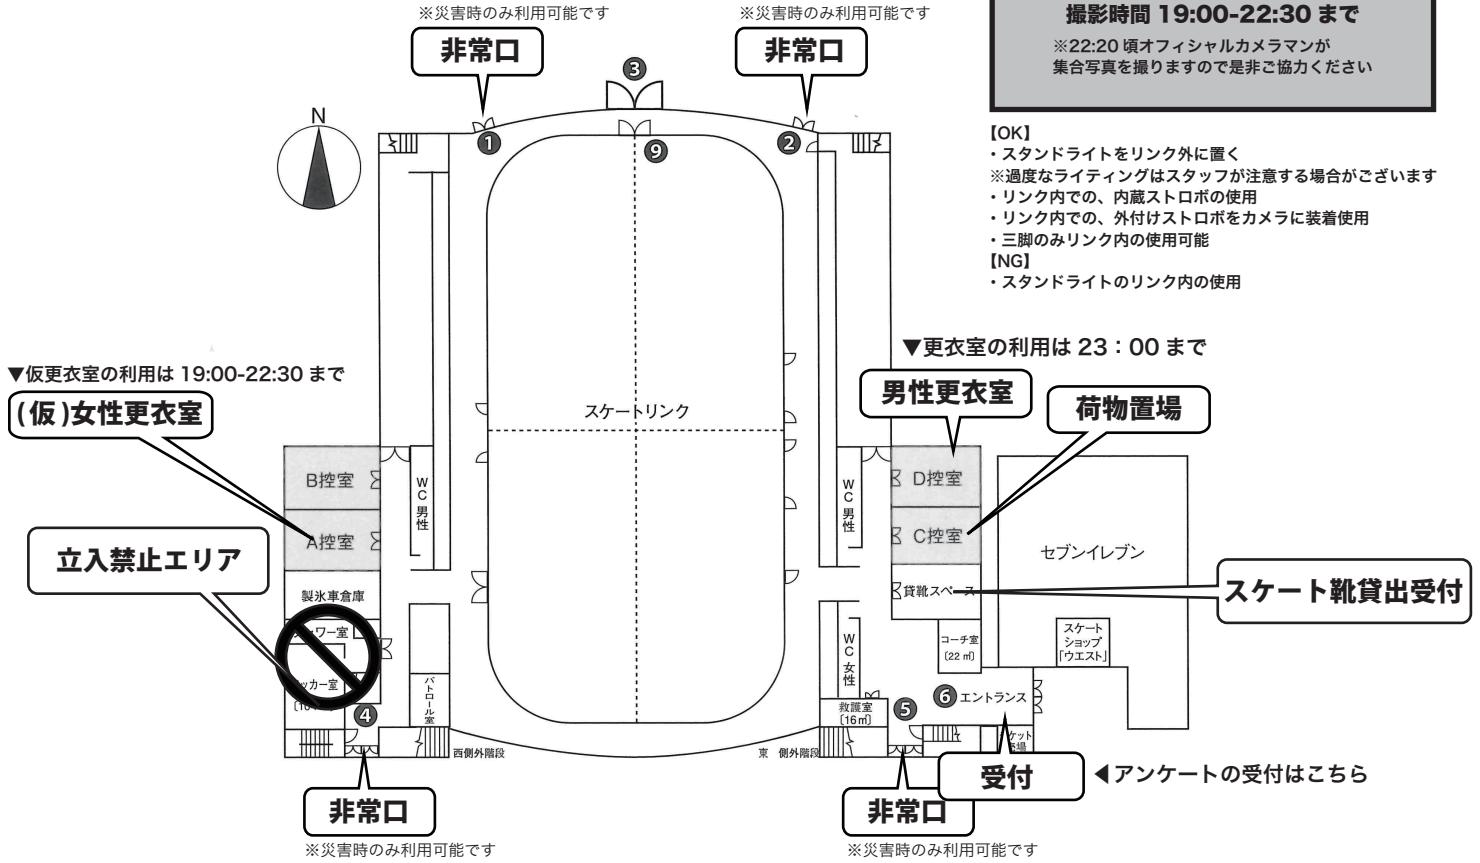 ※災害時のみ利用可能です
非常口
※災害時のみ利用可能です
非常口
撮影時間 19:00-22:30 まで
※22:20 頃オフィシャルカメラマンが
集合写真を撮りますので是非ご協力ください
【OK】
・スタンドライトをリンク外に置く
※過度なライティングはスタッフが注意する場合がございます
・リンク内での、内蔵ストロボの使用
・リンク内での、外付けストロボをカメラに装着使用
・三脚のみリンク内の使用可能
【NG】
・スタンドライトのリンク内の使用
N
❸
❶
❾
❷
▼仮更衣室の利用は 19:00-22:30 まで
(仮)女性更衣室
▼更衣室の利用は 23：00 まで
男性更衣室
荷物置場
スケートリンク
B控室
A控室
WC男性
WC男性
D控室
C控室
セブンイレブン
立入禁止エリア
製氷車倉庫
貸靴スペース
スケート靴貸出受付
コーチ室
〔22㎡〕
スケート
ショップ
「ウエスト」
パトロール室
WC女性
救護室
〔16㎡〕
❹
❺
❻
エントランス
西側外階段
東 側外階段
受付
◀アンケートの受付はこちら
非常口
※災害時のみ利用可能です
非常口
※災害時のみ利用可能です